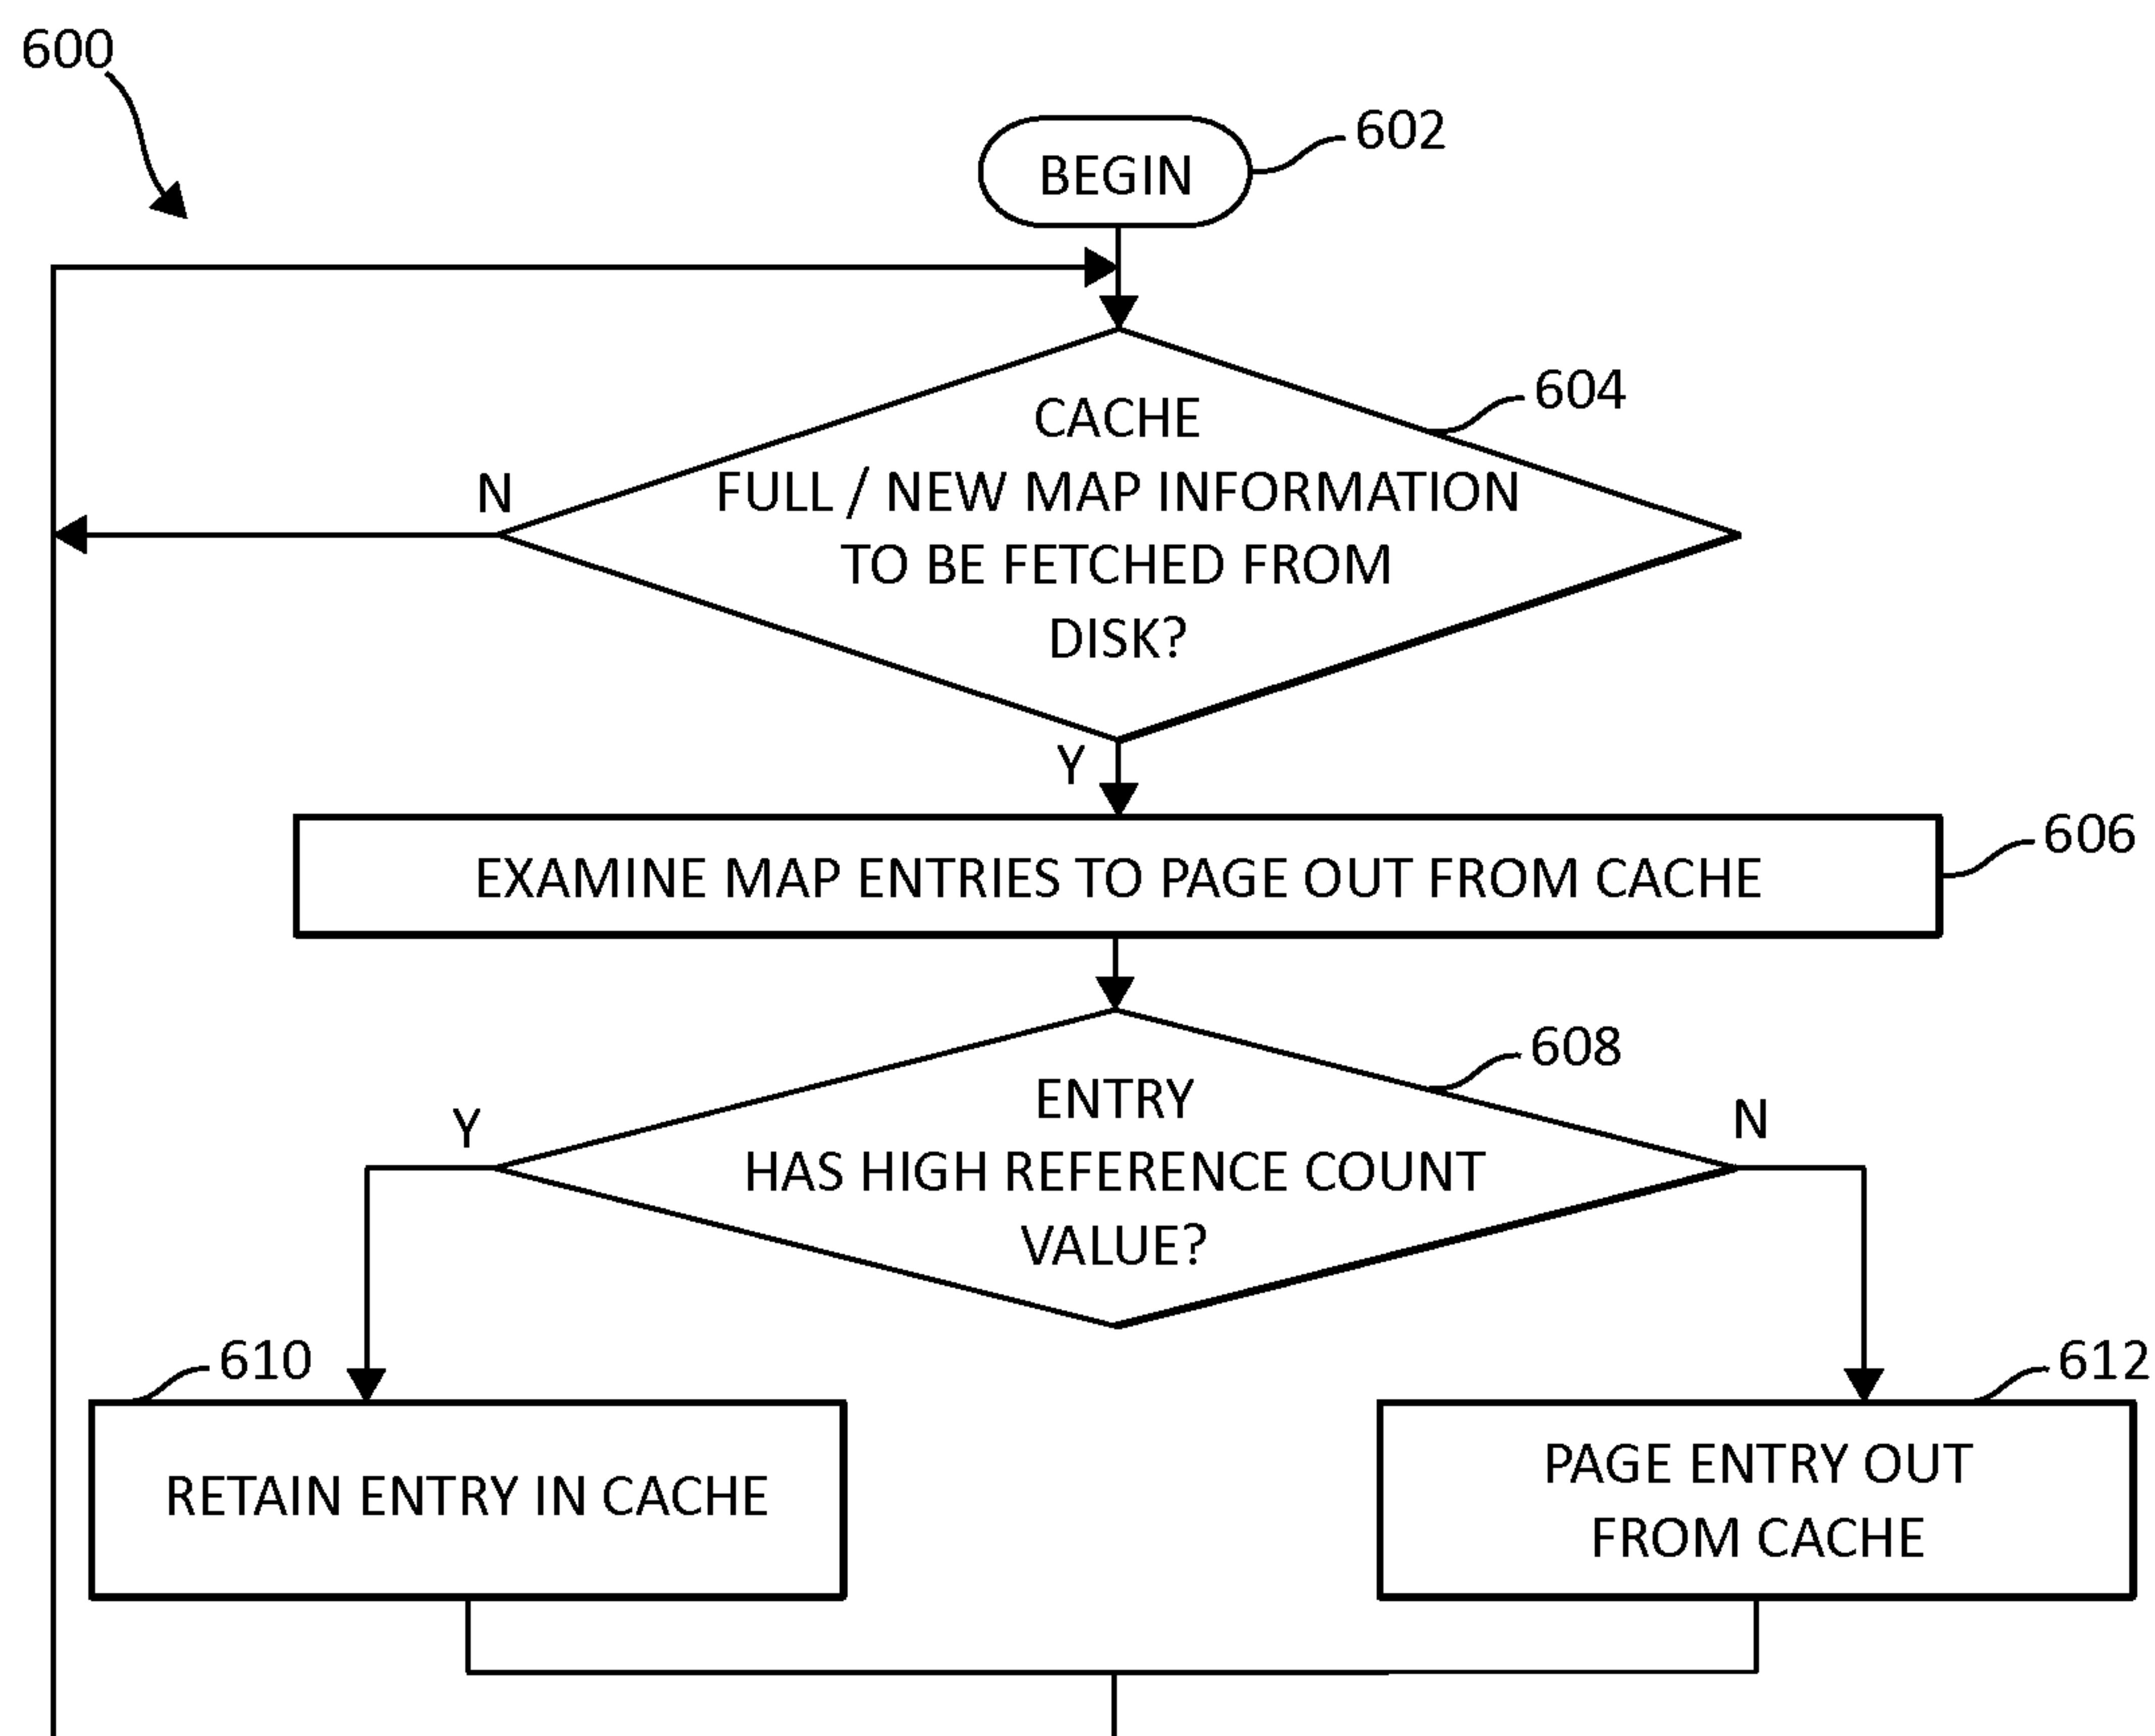 600
BEGIN
602
CACHE
FULL / NEW MAP INFORMATION
TO BE FETCHED FROM
DISK?
604
N
Y
EXAMINE MAP ENTRIES TO PAGE OUT FROM CACHE
606
ENTRY
HAS HIGH REFERENCE COUNT
VALUE?
608
Y
N
610
RETAIN ENTRY IN CACHE
612
PAGE ENTRY OUT
FROM CACHE